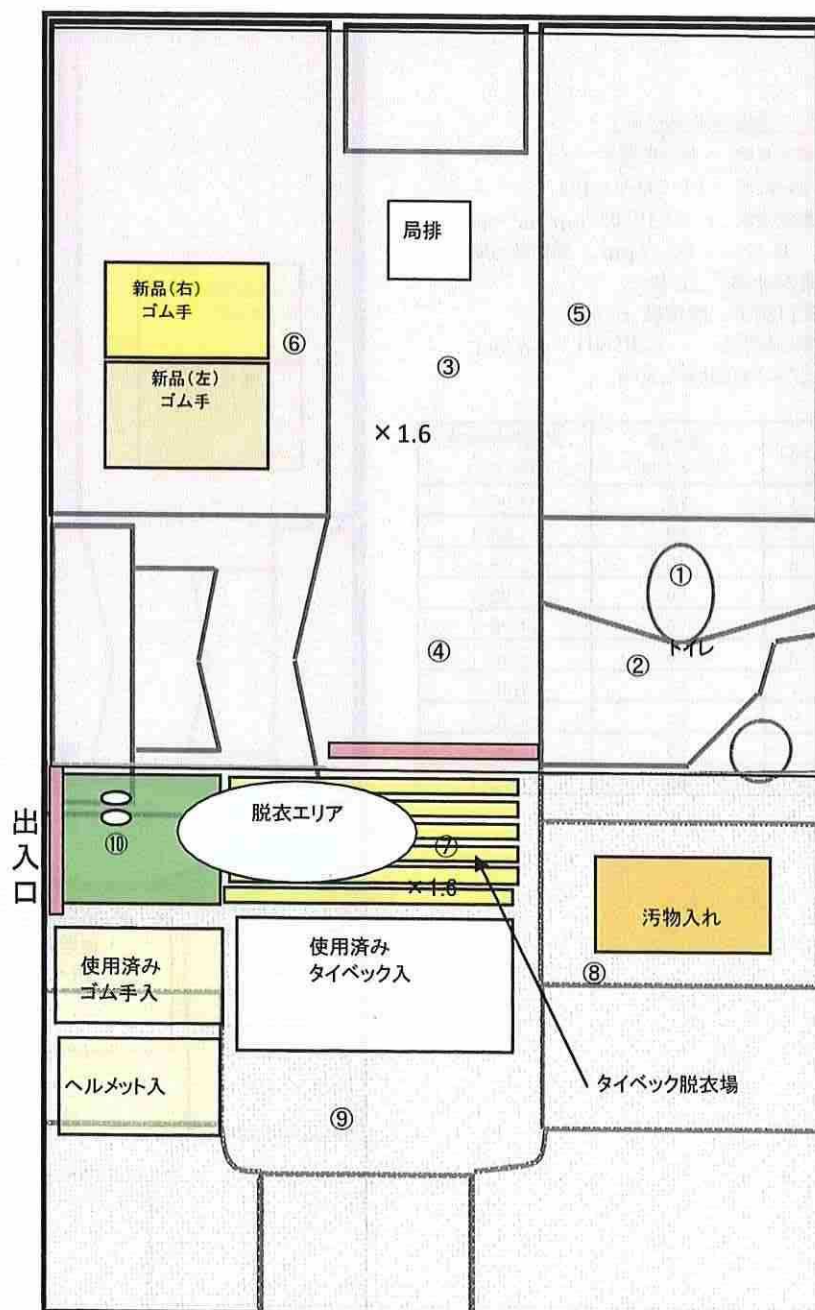 局排
新品(右)
ゴム手
⑥
新品(左)
ゴム手
③
⑤
×1.6
①
④
②
トイレ
出入口
⑩
脱衣エリア
⑦
×1.6
汚物入れ
使用済み
ゴム手入
使用済み
タイベック入
⑧
ヘルメット入
タイベック脱衣場
⑨